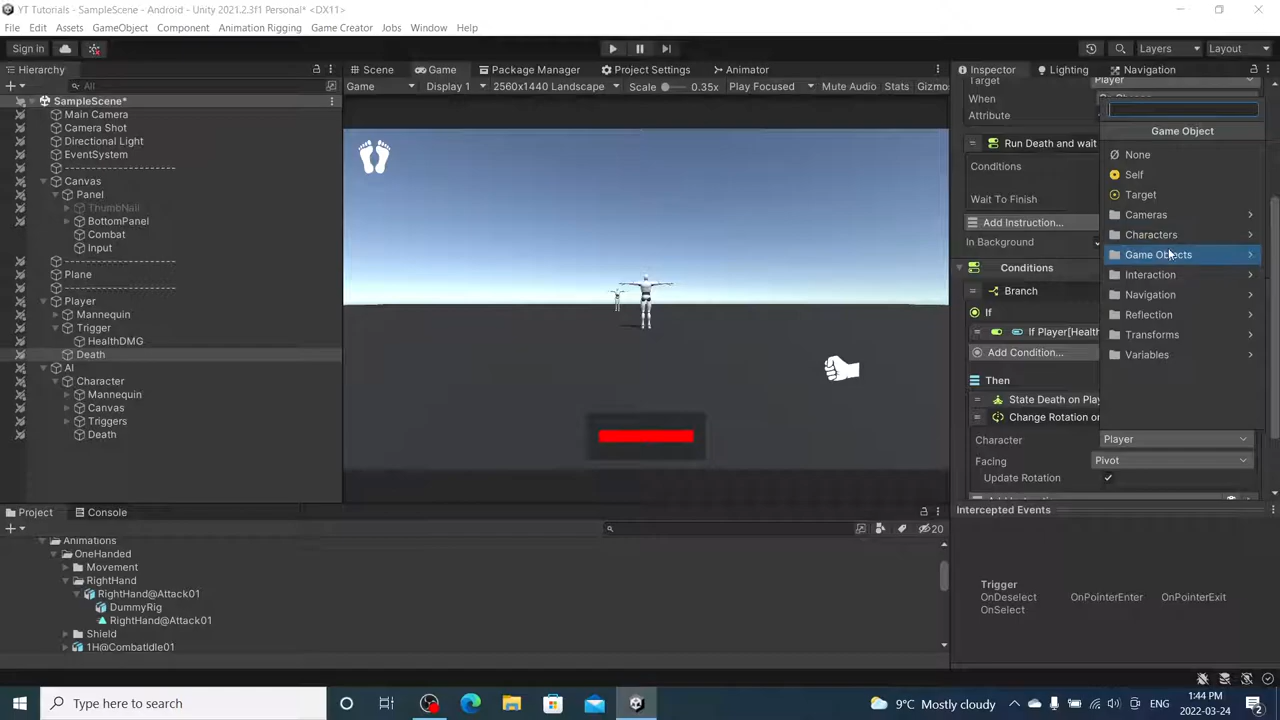 YT Tutorials - SampleScene - Android - Unity 2021.2.3f1 Personal* <DX11>
File Edit Assets GameObject Component Animation Rigging Game Creator Jobs Window Help
Sign in
Layers
Layout
Hierarchy
All
SampleScene*
Main Camera
Camera Shot
Directional Light
EventSystem
---------------------
Canvas
Panel
ThumbNail
BottomPanel
Combat
Input
---------------------
Plane
---------------------
Player
Mannequin
Trigger
HealthDMG
Death
AI
Character
Mannequin
Canvas
Triggers
Death
Scene Game Package Manager Project Settings Animator
Game Display 1 2560x1440 Landscape Scale 0.35x Play Focused Mute Audio Stats Gizmo
Inspector Lighting Navigation
Target Player
When
Attribute
Run Death and wait
Conditions
Wait To Finish
Add Instruction...
In Background
Conditions
Branch
If
If Player[Health
Add Condition...
Then
State Death on Play
Change Rotation on
Character Player
Facing Pivot
Update Rotation
Game Object
None
Self
Target
Cameras
Characters
Game Objects
Interaction
Navigation
Reflection
Transforms
Variables
Intercepted Events
Trigger
OnDeselect OnPointerEnter OnPointerExit
OnSelect
Project Console
20
Animations
OneHanded
Movement
RightHand
RightHand@Attack01
DummyRig
RightHand@Attack01
Shield
1H@CombatIdle01
Type here to search
9°C Mostly cloudy
ENG
1:44 PM
2022-03-24
2